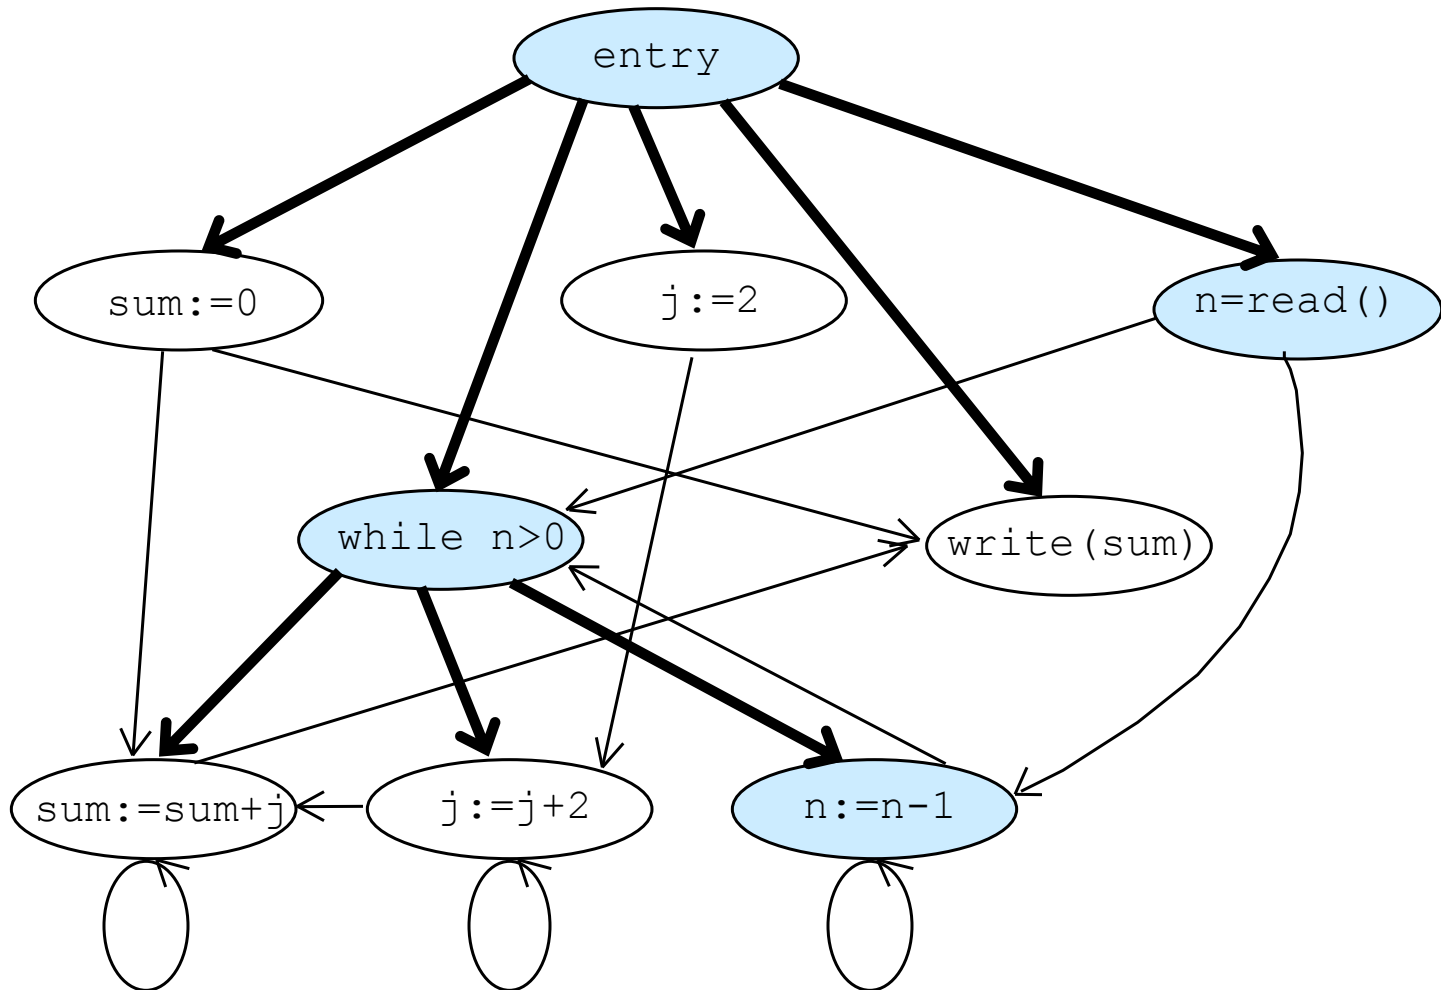 entry
sum:=0
j:=2
n=read()
while n>0
write(sum)
sum:=sum+j
j:=j+2
n:=n-1